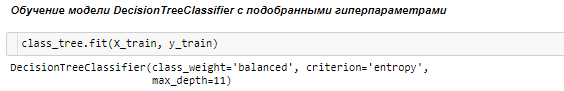 Обучение модели DecisionTreeClassifier с подобранными гиперпараметрами
class_tree.fit(X_train, y_train)
DecisionTreeClassifier(class_weight='balanced', criterion='entropy',
max_depth=11)